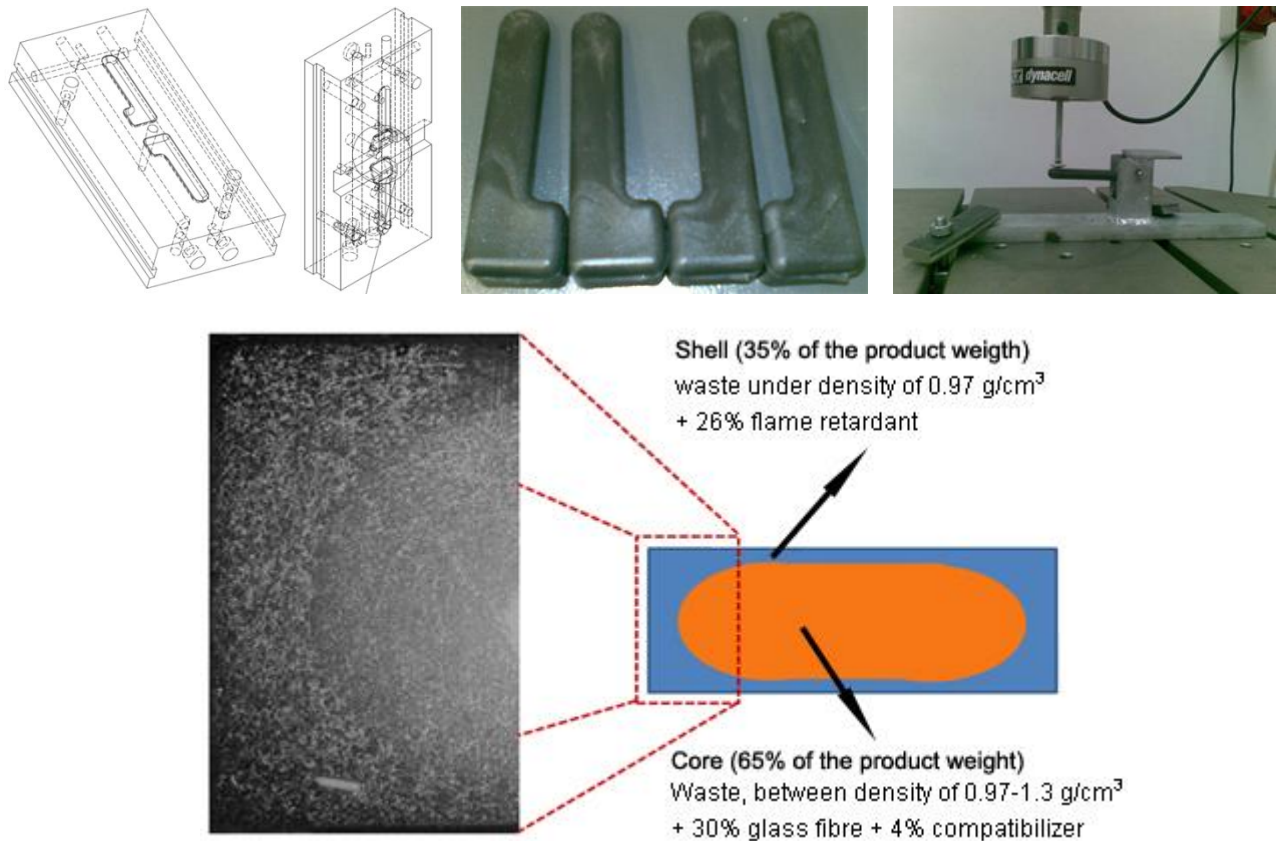 dynacell
Shell (35% of the product weigth)
waste under density of 0.97 g/cm³
+ 26% flame retardant
Core (65% of the product weight)
Waste, between density of 0.97-1.3 g/cm³
+ 30% glass fibre + 4% compatibilizer